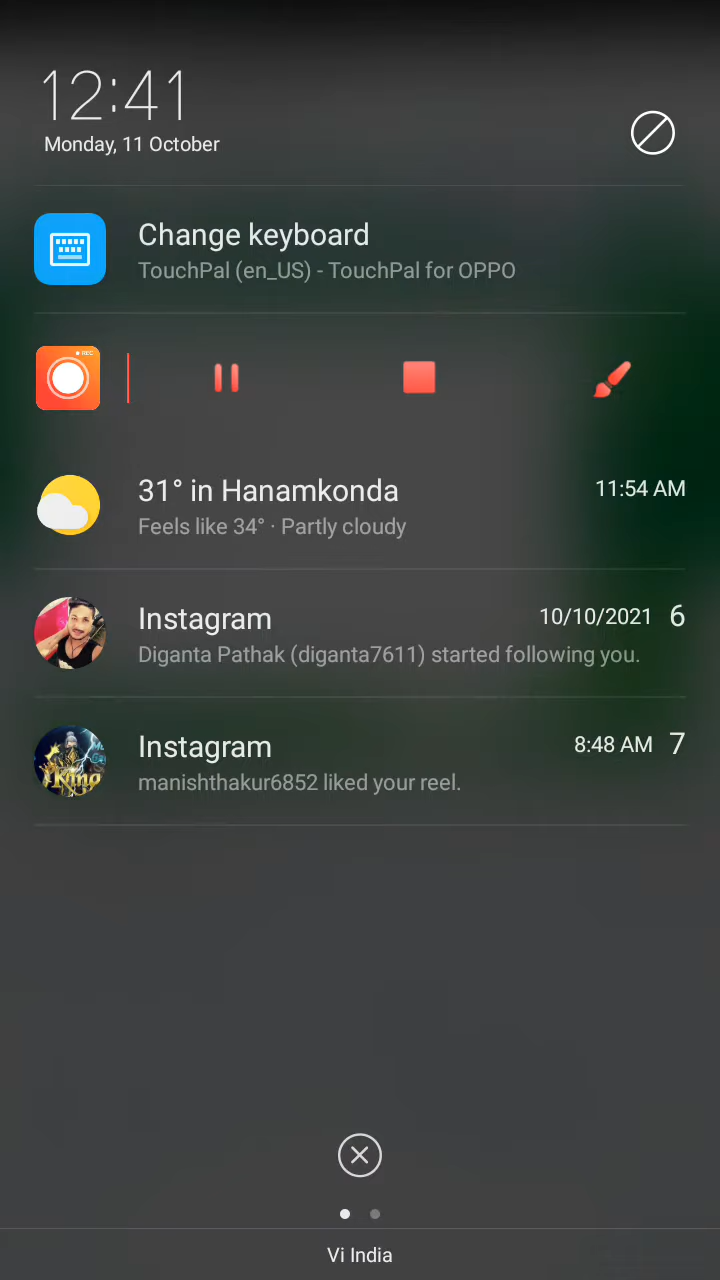 12:41
Monday, 11 October
Change keyboard
TouchPal (en_US) - TouchPal for OPPO
REC
31° in Hanamkonda
11:54 AM
Feels like 34° · Partly cloudy
Instagram
10/10/2021 6
Diganta Pathak (diganta7611) started following you.
Instagram
8:48 AM 7
King
manishthakur6852 liked your reel.
Vi India